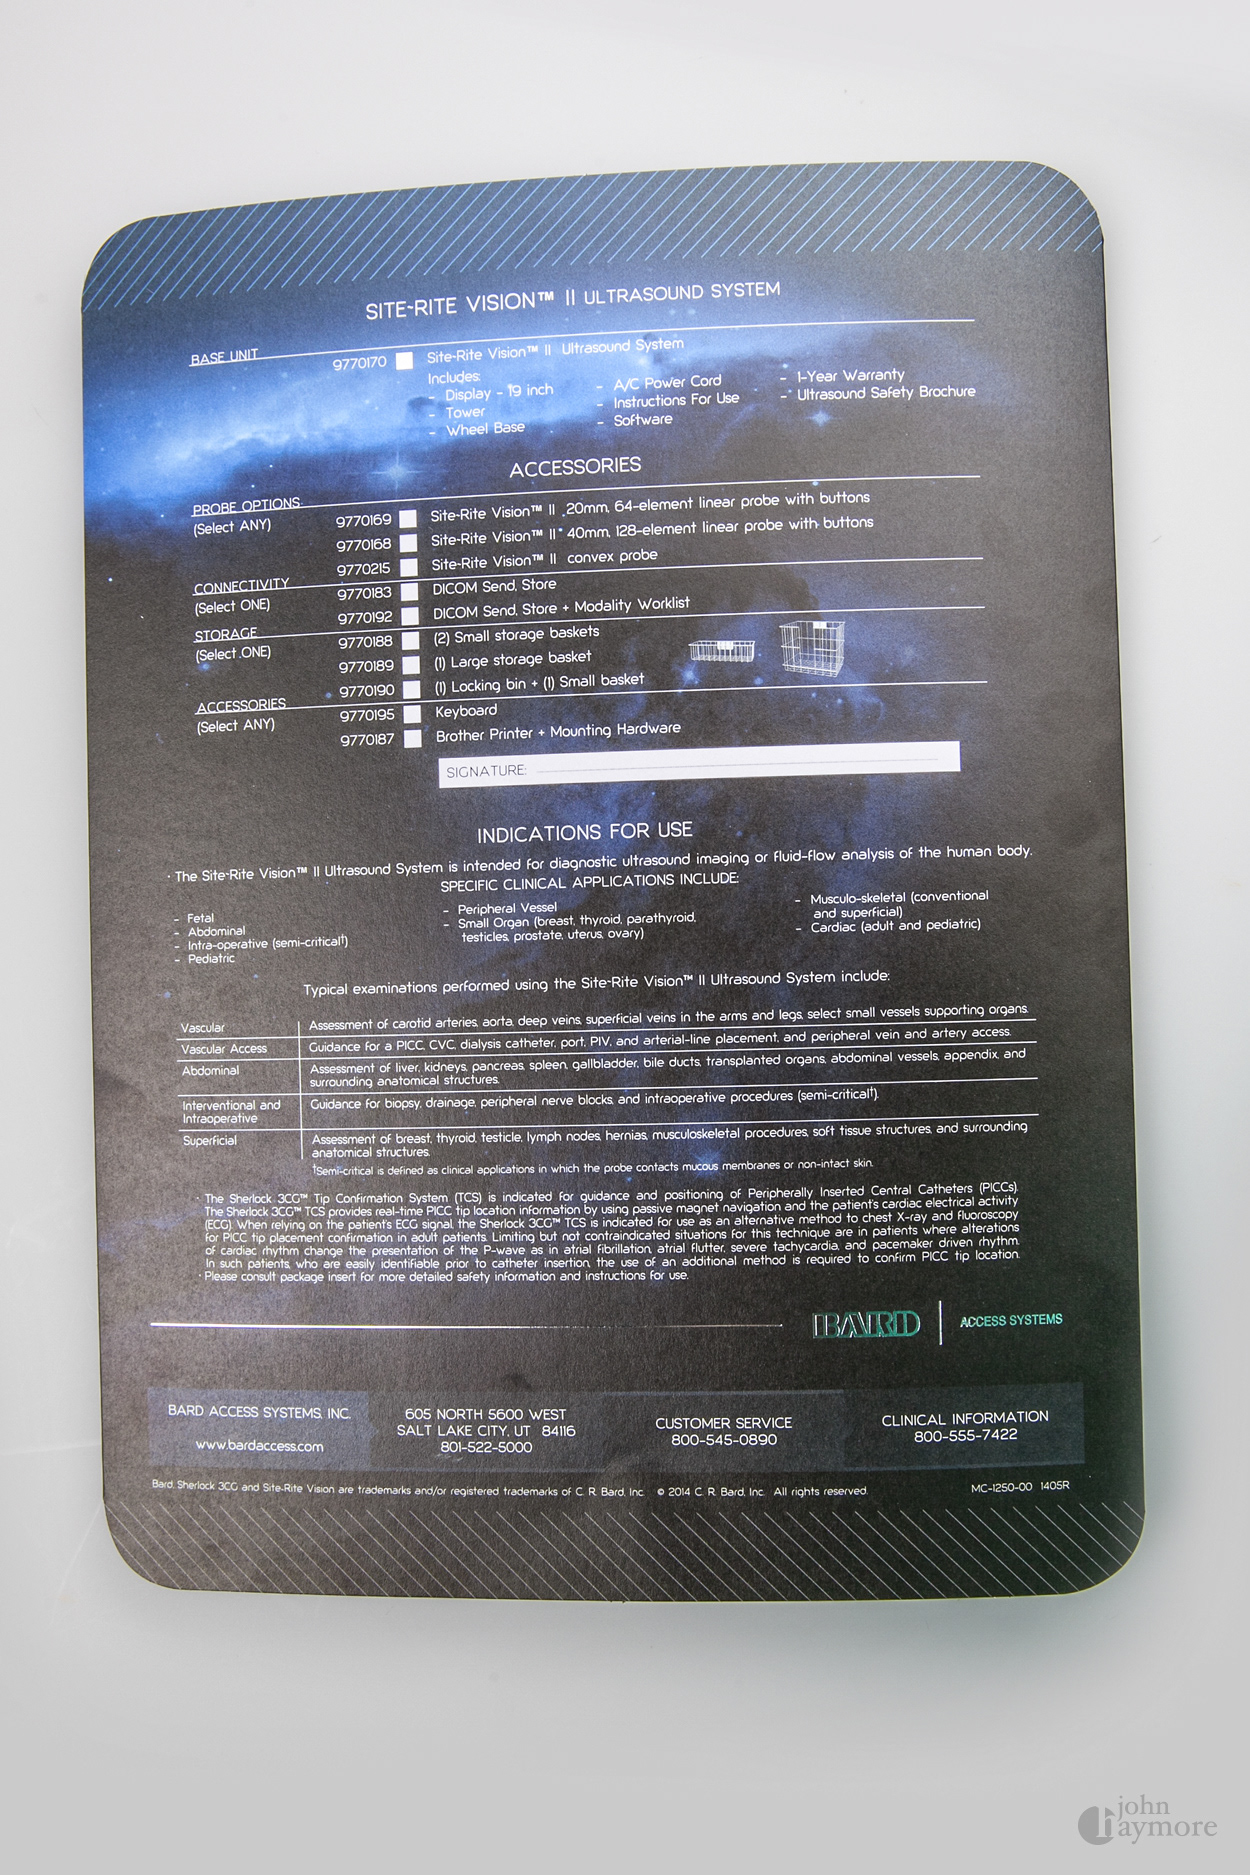 SITE-RITE VISION™ II ULTRASOUND SYSTEM
BASE UNIT
9770170 Site-Rite Vision™ II Ultrasound System
Includes:
- Display - 19 inch - A/C Power Cord - 1-Year Warranty
- Tower - Instructions For Use - Ultrasound Safety Brochure
- Wheel Base - Software
ACCESSORIES
PROBE OPTIONS
(Select ANY)
9770169 Site-Rite Vision™ II 20mm, 64-element linear probe with buttons
9770168 Site-Rite Vision™ II 40mm, 128-element linear probe with buttons
9770215 Site-Rite Vision™ II convex probe
CONNECTIVITY
(Select ONE)
9770183 DICOM Send, Store
9770192 DICOM Send, Store + Modality Worklist
STORAGE
(Select ONE)
9770188 (2) Small storage baskets
9770189 (1) Large storage basket
9770190 (1) Locking bin + (1) Small basket
ACCESSORIES
(Select ANY)
9770195 Keyboard
9770187 Brother Printer + Mounting Hardware
SIGNATURE:
INDICATIONS FOR USE
· The Site-Rite Vision™ II Ultrasound System is intended for diagnostic ultrasound imaging or fluid-flow analysis of the human body.
SPECIFIC CLINICAL APPLICATIONS INCLUDE:
- Fetal
- Abdominal
- Intra-operative (semi-critical†)
- Pediatric
- Peripheral Vessel
- Small Organ (breast, thyroid, parathyroid,
testicles, prostate, uterus, ovary)
- Musculo-skeletal (conventional
and superficial)
- Cardiac (adult and pediatric)
Typical examinations performed using the Site-Rite Vision™ II Ultrasound System include:
Vascular Assessment of carotid arteries, aorta, deep veins, superficial veins in the arms and legs, select small vessels supporting organs.
Vascular Access Guidance for a PICC, CVC, dialysis catheter, port, PIV, and arterial-line placement, and peripheral vein and artery access.
Abdominal Assessment of liver, kidneys, pancreas, spleen, gallbladder, bile ducts, transplanted organs, abdominal vessels, appendix, and
surrounding anatomical structures.
Interventional and Guidance for biopsy, drainage, peripheral nerve blocks, and intraoperative procedures (semi-critical†).
Intraoperative
Superficial Assessment of breast, thyroid, testicle, lymph nodes, hernias, musculoskeletal procedures, soft tissue structures, and surrounding
anatomical structures.
†Semi-critical is defined as clinical applications in which the probe contacts mucous membranes or non-intact skin.
· The Sherlock 3CG™ Tip Confirmation System (TCS) is indicated for guidance and positioning of Peripherally Inserted Central Catheters (PICCs).
The Sherlock 3CG™ TCS provides real-time PICC tip location information by using passive magnet navigation and the patient's cardiac electrical activity
(ECG). When relying on the patient's ECG signal, the Sherlock 3CG™ TCS is indicated for use as an alternative method to chest X-ray and fluoroscopy
for PICC tip placement confirmation in adult patients. Limiting but not contraindicated situations for this technique are in patients where alterations
of cardiac rhythm change the presentation of the P-wave as in atrial fibrillation, atrial flutter, severe tachycardia, and pacemaker driven rhythm.
In such patients, who are easily identifiable prior to catheter insertion, the use of an additional method is required to confirm PICC tip location.
· Please consult package insert for more detailed safety information and instructions for use.
BARD | ACCESS SYSTEMS
BARD ACCESS SYSTEMS, INC.
www.bardaccess.com
605 NORTH 5600 WEST
SALT LAKE CITY, UT 84116
801-522-5000
CUSTOMER SERVICE
800-545-0890
CLINICAL INFORMATION
800-555-7422
Bard, Sherlock 3CG and Site-Rite Vision are trademarks and/or registered trademarks of C. R. Bard, Inc. © 2014 C. R. Bard, Inc. All rights reserved. MC-1250-00 1405R
john
haymore